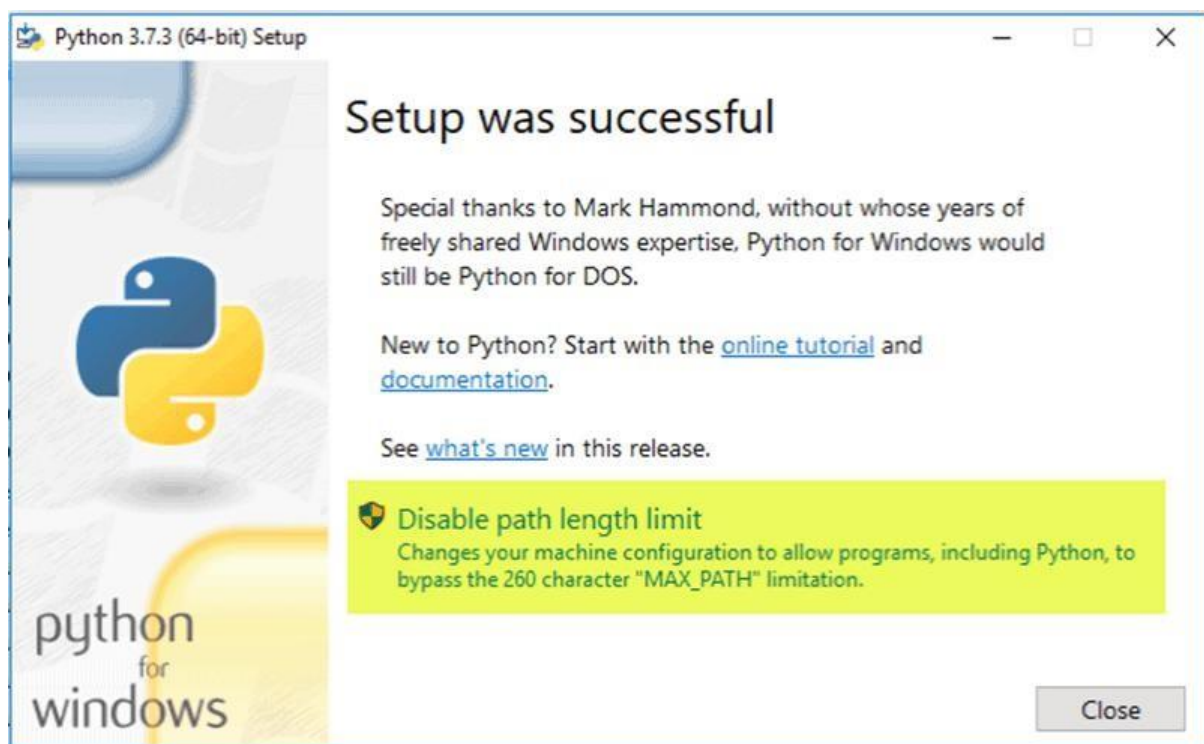 Python 3.7.3 (64-bit) Setup
Setup was successful
Special thanks to Mark Hammond, without whose years of
freely shared Windows expertise, Python for Windows would
still be Python for DOS.
New to Python? Start with the online tutorial and
documentation.
See what's new in this release.
Disable path length limit
Changes your machine configuration to allow programs, including Python, to
bypass the 260 character "MAX_PATH" limitation.
python
for
windows
Close